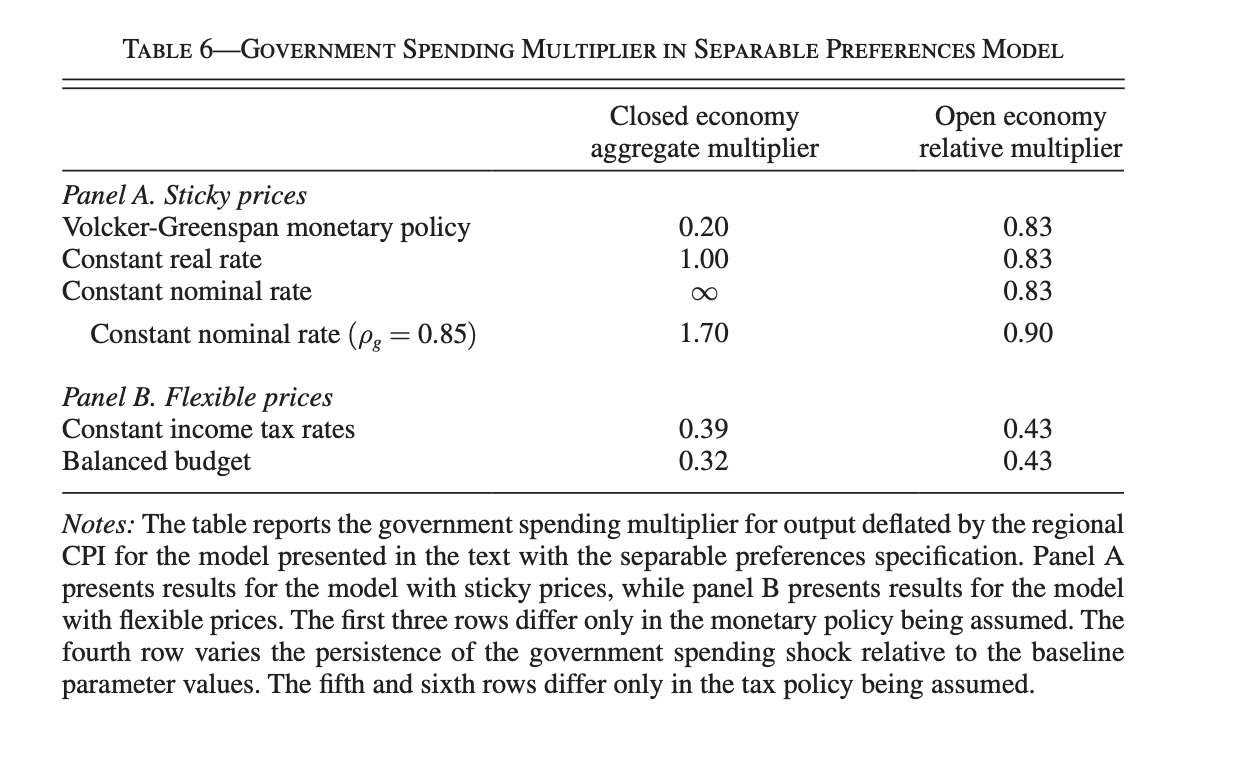 TABLE 6—GOVERNMENT SPENDING MULTIPLIER IN SEPARABLE PREFERENCES MODEL
Closed economy aggregate multiplier
Open economy relative multiplier
Panel A. Sticky prices
Volcker-Greenspan monetary policy 0.20 0.83
Constant real rate 1.00 0.83
Constant nominal rate ∞ 0.83
Constant nominal rate (ρg = 0.85) 1.70 0.90
Panel B. Flexible prices
Constant income tax rates 0.39 0.43
Balanced budget 0.32 0.43
Notes: The table reports the government spending multiplier for output deflated by the regional
CPI for the model presented in the text with the separable preferences specification. Panel A
presents results for the model with sticky prices, while panel B presents results for the model
with flexible prices. The first three rows differ only in the monetary policy being assumed. The
fourth row varies the persistence of the government spending shock relative to the baseline
parameter values. The fifth and sixth rows differ only in the tax policy being assumed.